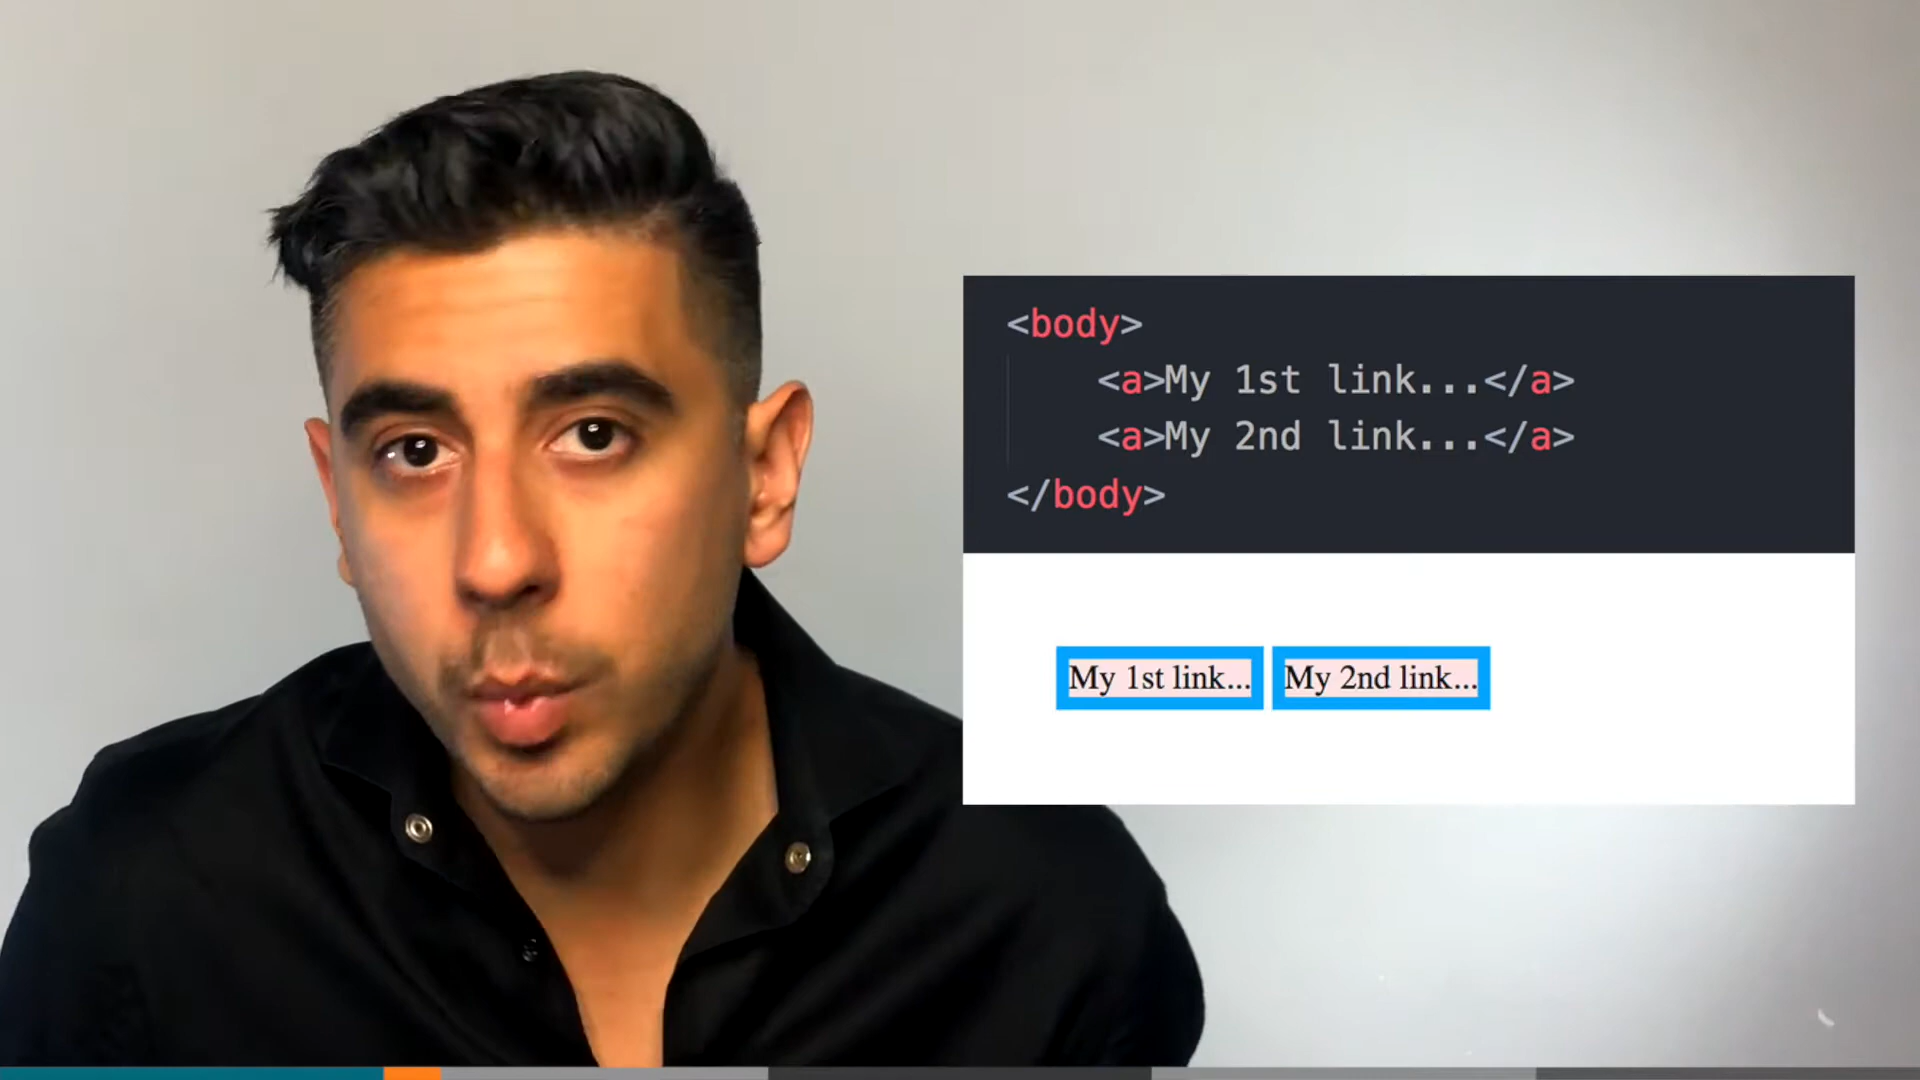 <body>
<a>My 1st link...</a>
<a>My 2nd link...</a>
</body>
My 1st link... My 2nd link...